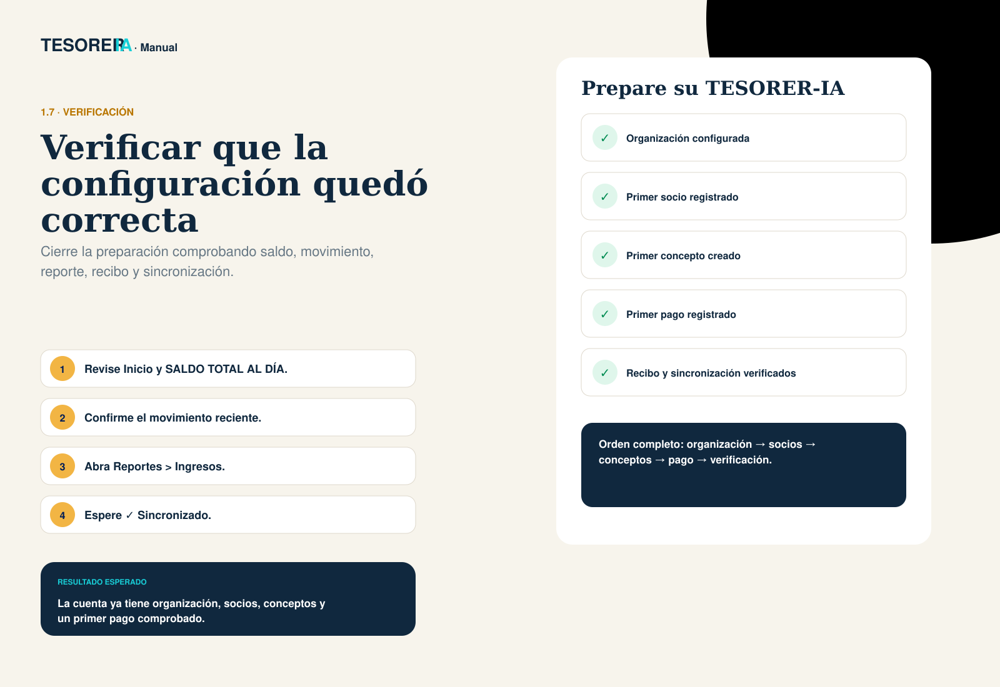 TESORERIA · Manual
1.7 · VERIFICACIÓN
Verificar que la
configuración quedó
correcta
Cierre la preparación comprobando saldo, movimiento,
reporte, recibo y sincronización.
1 Revise Inicio y SALDO TOTAL AL DÍA.
2 Confirme el movimiento reciente.
3 Abra Reportes > Ingresos.
4 Espere ✓ Sincronizado.
RESULTADO ESPERADO
La cuenta ya tiene organización, socios, conceptos y
un primer pago comprobado.
Prepare su TESORER-IA
✓ Organización configurada
✓ Primer socio registrado
✓ Primer concepto creado
✓ Primer pago registrado
✓ Recibo y sincronización verificados
Orden completo: organización → socios →
conceptos → pago → verificación.